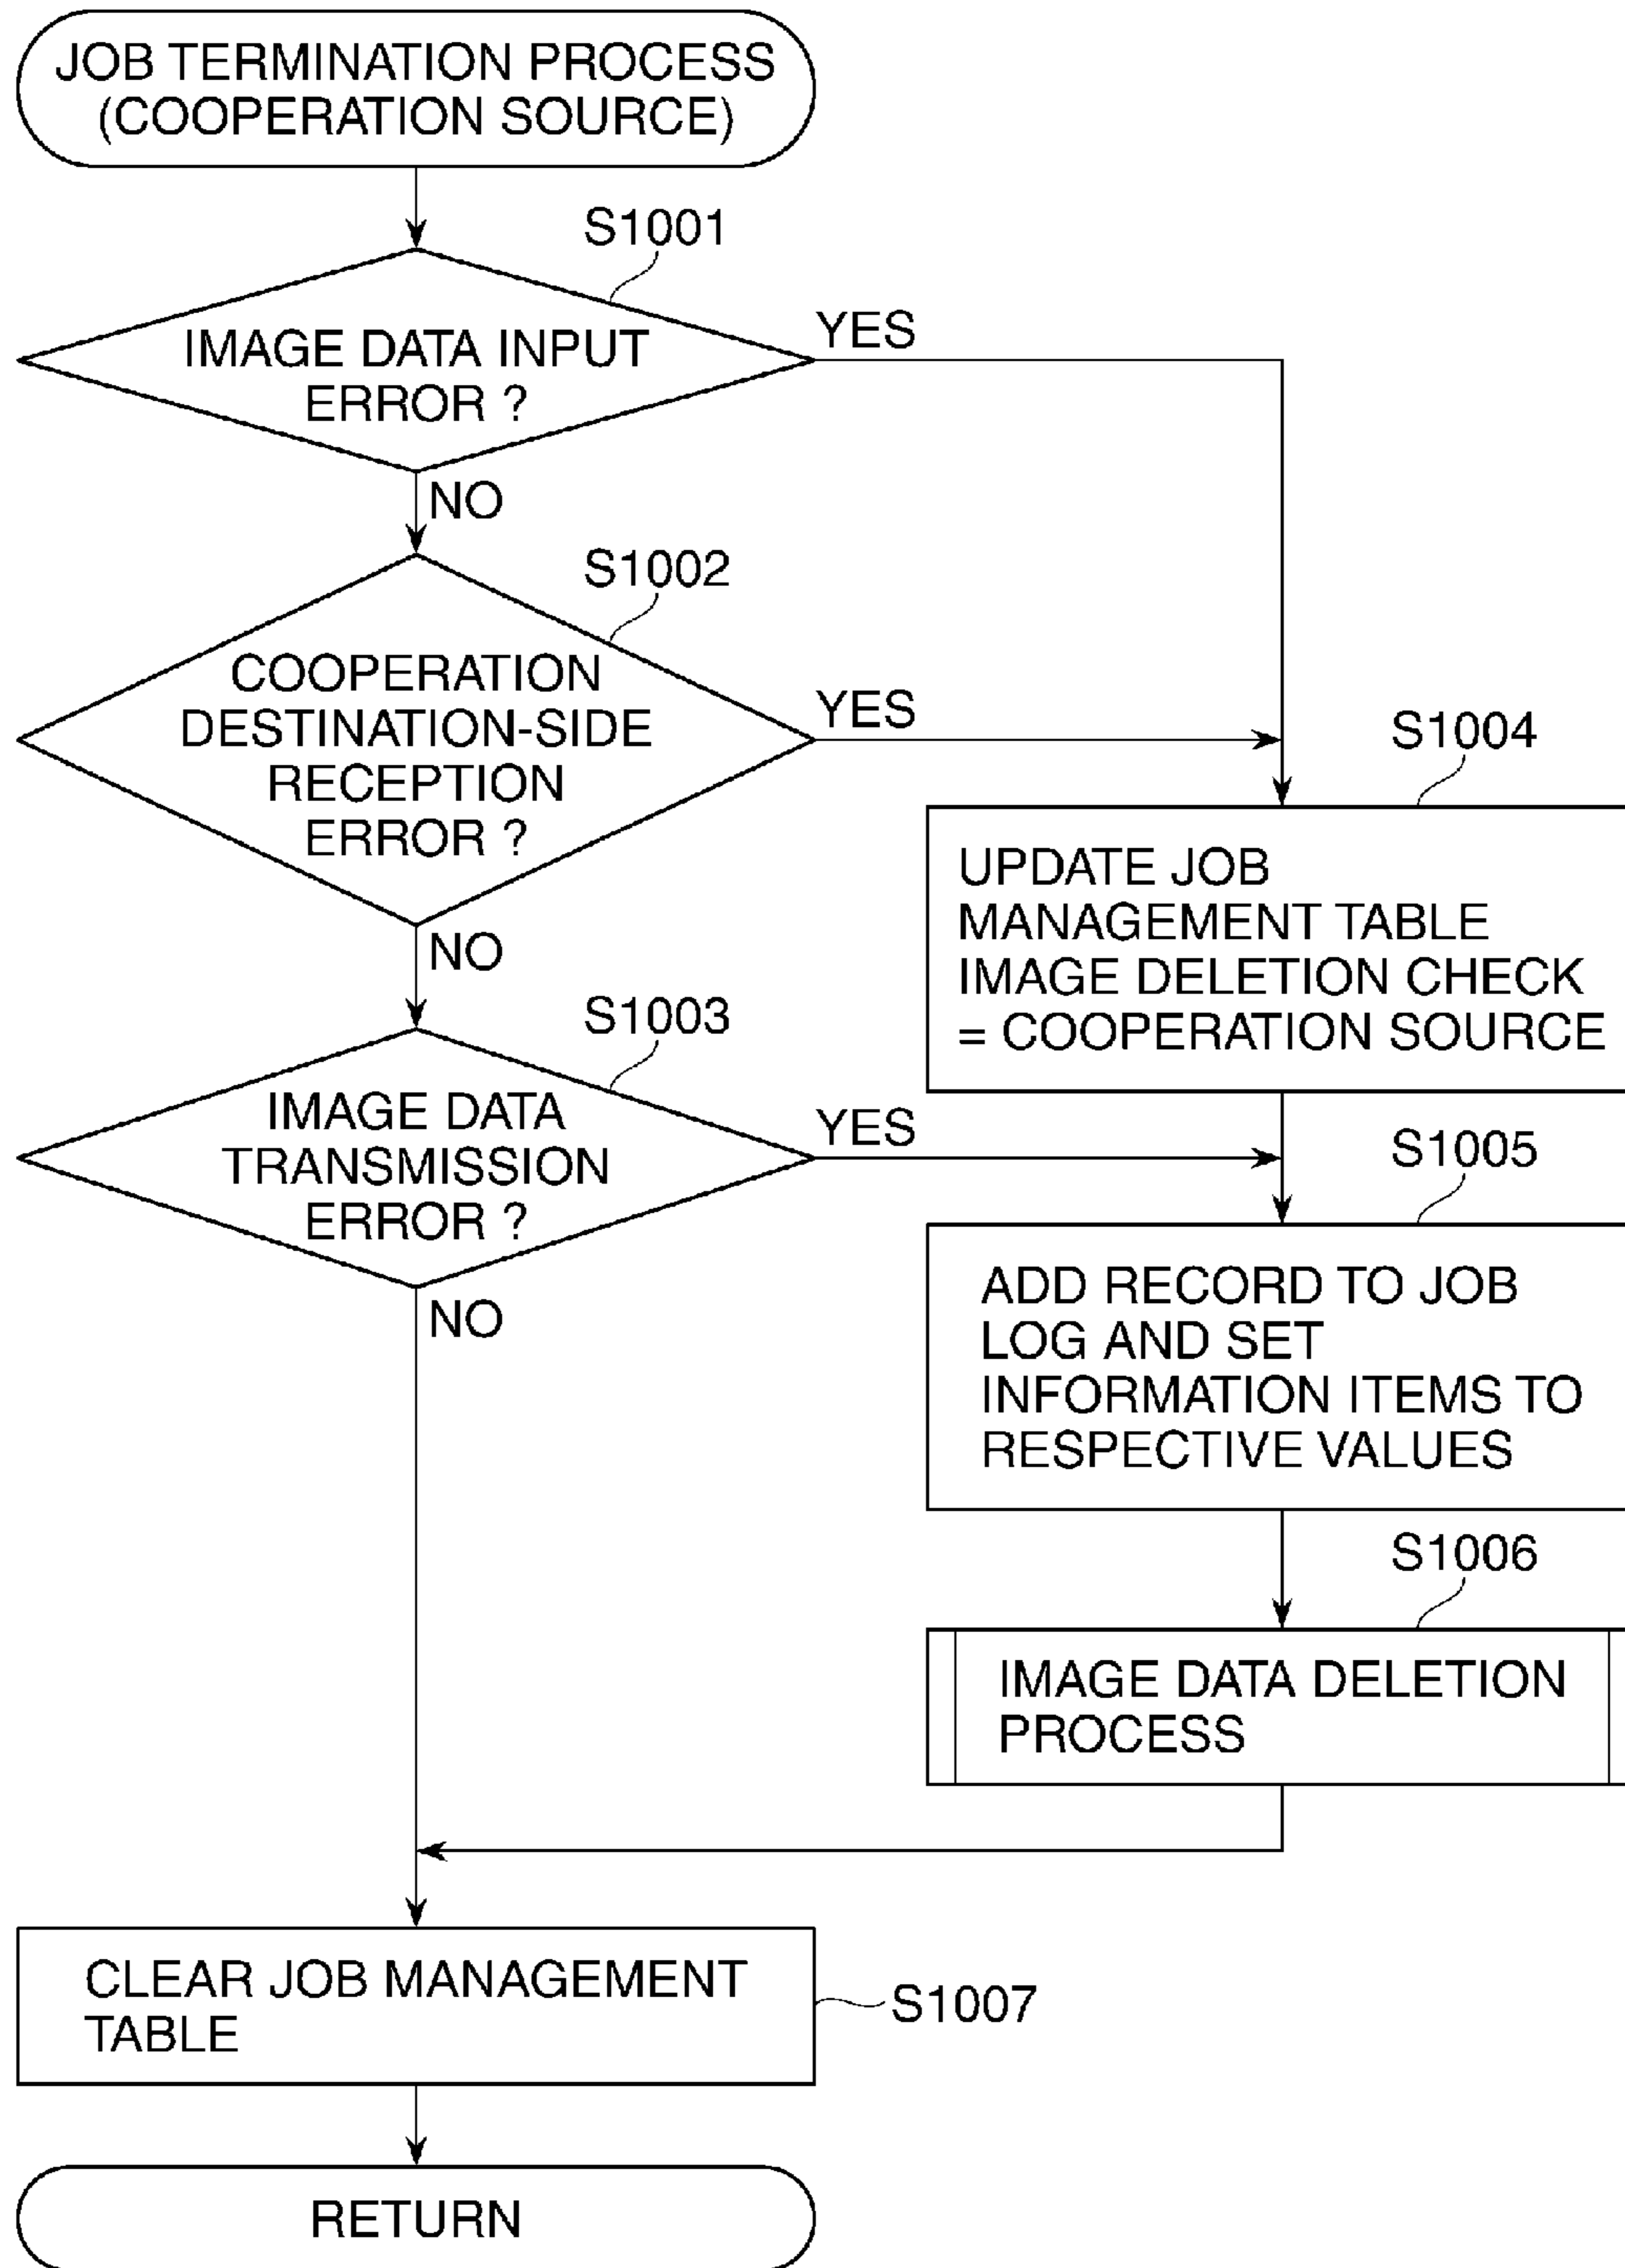 JOB TERMINATION PROCESS
(COOPERATION SOURCE)
S1001
IMAGE DATA INPUT
ERROR ?
YES
NO
S1002
COOPERATION
DESTINATION-SIDE
RECEPTION
ERROR ?
YES
NO
S1003
IMAGE DATA
TRANSMISSION
ERROR ?
YES
NO
S1004
UPDATE JOB
MANAGEMENT TABLE
IMAGE DELETION CHECK
= COOPERATION SOURCE
S1005
ADD RECORD TO JOB
LOG AND SET
INFORMATION ITEMS TO
RESPECTIVE VALUES
S1006
IMAGE DATA DELETION
PROCESS
CLEAR JOB MANAGEMENT
TABLE
S1007
RETURN